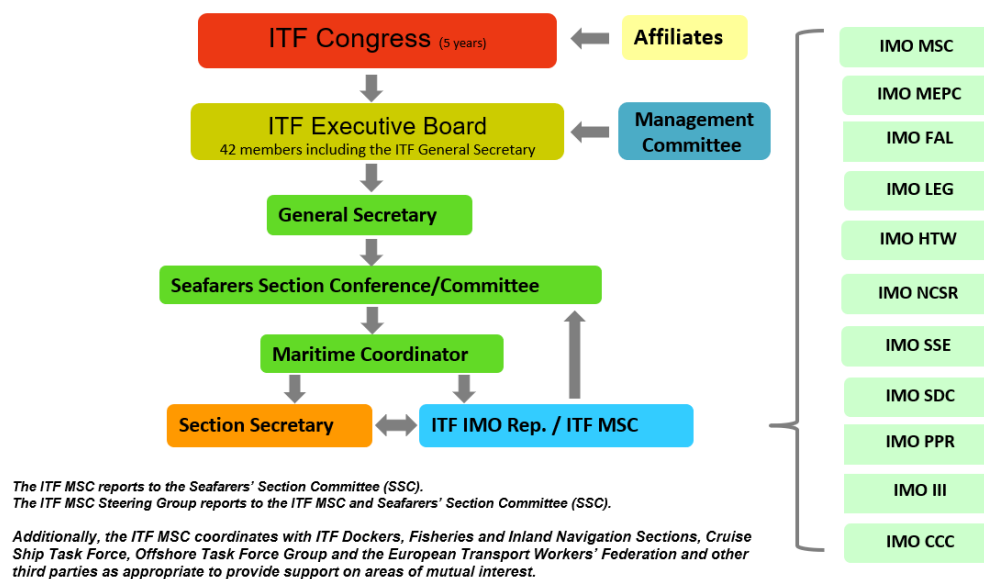 ITF Congress (5 years)
Affiliates
ITF Executive Board
42 members including the ITF General Secretary
Management
Committee
General Secretary
Seafarers Section Conference/Committee
Maritime Coordinator
Section Secretary
ITF IMO Rep. / ITF MSC
The ITF MSC reports to the Seafarers' Section Committee (SSC).
The ITF MSC Steering Group reports to the ITF MSC and Seafarers' Section Committee (SSC).
Additionally, the ITF MSC coordinates with ITF Dockers, Fisheries and Inland Navigation Sections, Cruise
Ship Task Force, Offshore Task Force Group and the European Transport Workers' Federation and other
third parties as appropriate to provide support on areas of mutual interest.
IMO MSC
IMO MEPC
IMO FAL
IMO LEG
IMO HTW
IMO NCSR
IMO SSE
IMO SDC
IMO PPR
IMO III
IMO CCC